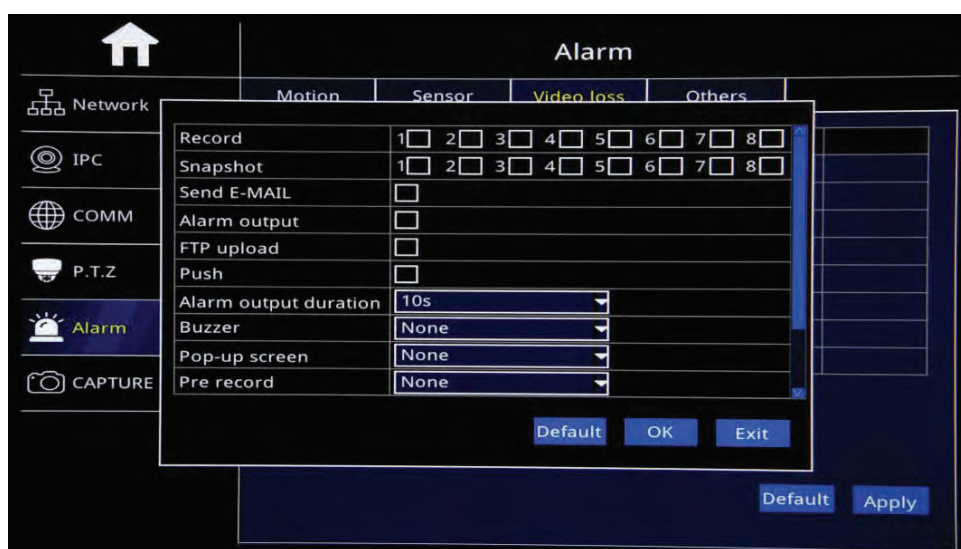 Alarm
Network
IPC
COMM
P.T.Z
Alarm
CAPTURE
Motion Sensor Video loss Others
Record 1 2 3 4 5 6 7 8
Snapshot 1 2 3 4 5 6 7 8
Send E-MAIL
Alarm output
FTP upload
Push
Alarm output duration 10s
Buzzer None
Pop-up screen None
Pre record None
Default OK Exit
Default Apply